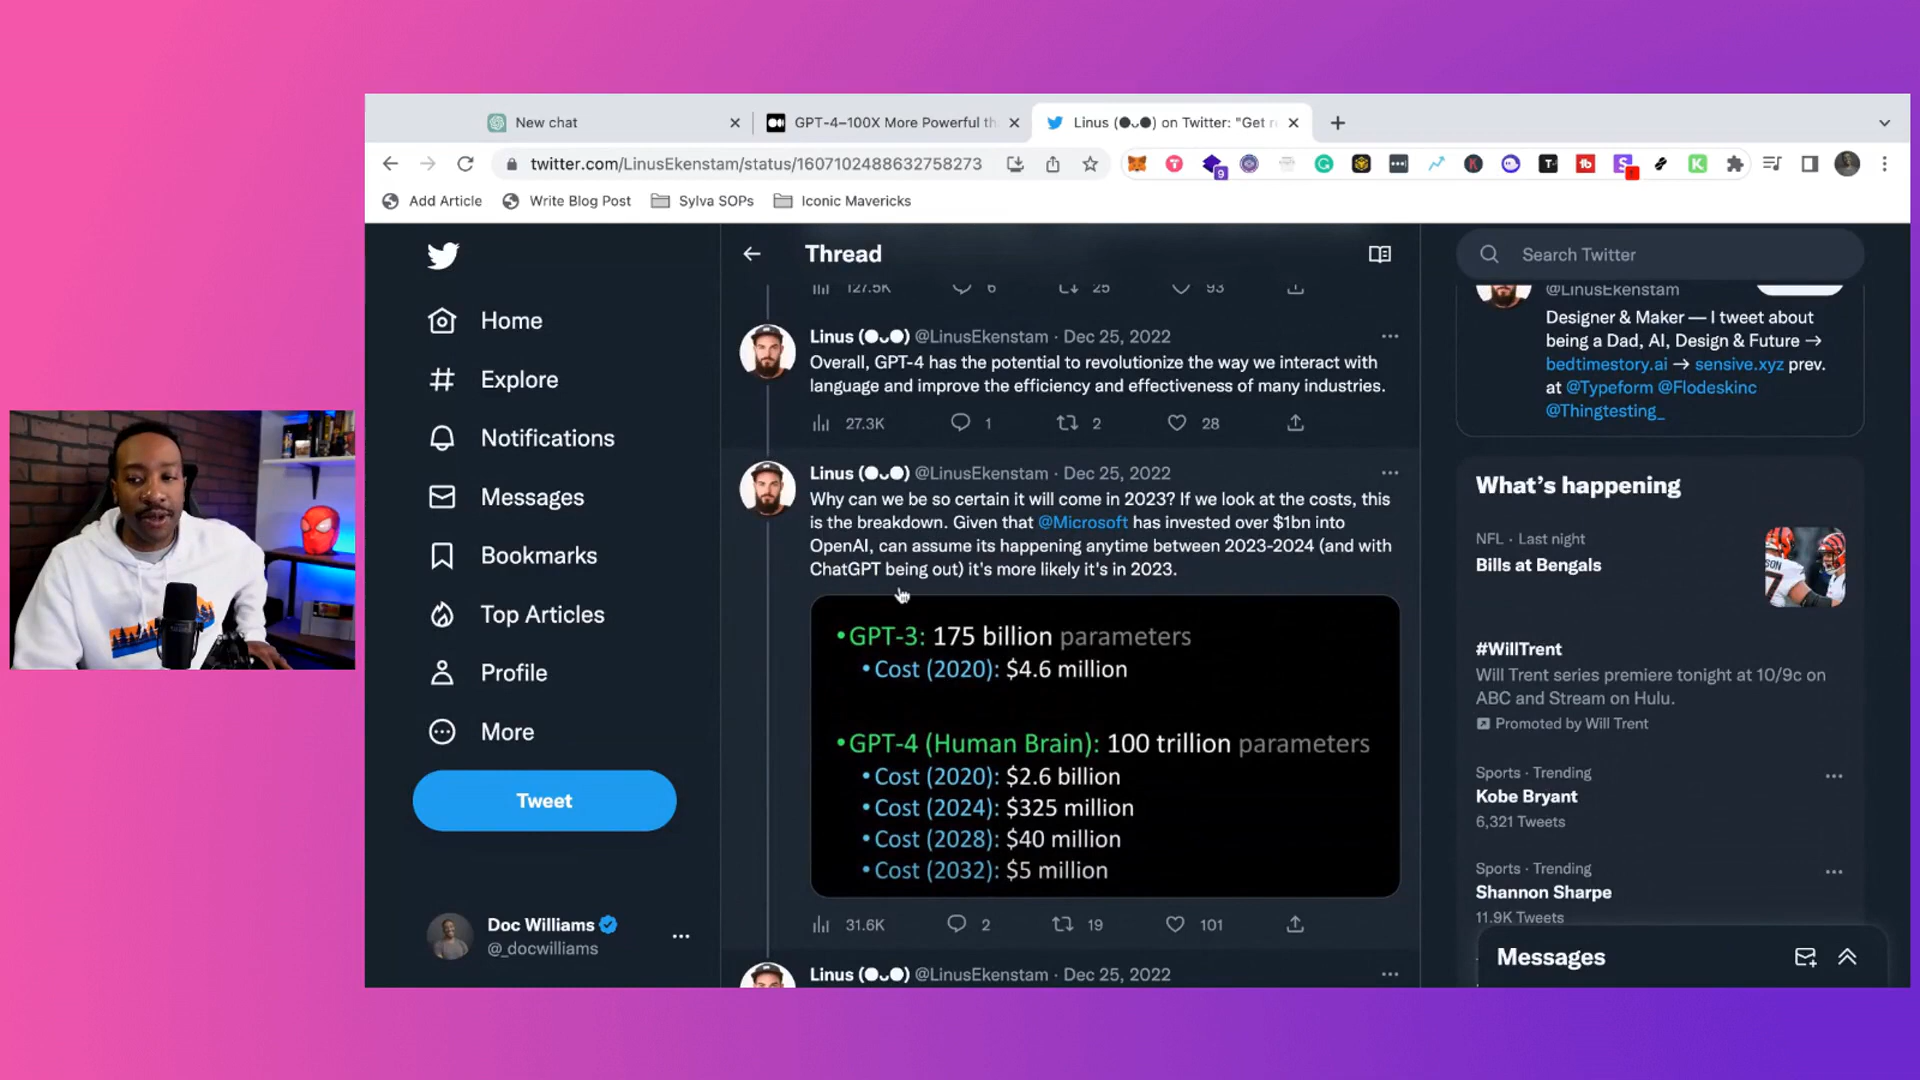 New chat
GPT-4–100X More Powerful th
Linus (●ᴗ●) on Twitter: "Get r
twitter.com/LinusEkenstam/status/1607102488632758273
9
Add Article
Write Blog Post
Sylva SOPs
Iconic Mavericks
Home
Explore
Notifications
Messages
Bookmarks
Top Articles
Profile
More
Tweet
Doc Williams
@_docwilliams
Thread
127.5K 6 25 93
Linus (●ᴗ●) @LinusEkenstam · Dec 25, 2022
Overall, GPT-4 has the potential to revolutionize the way we interact with
language and improve the efficiency and effectiveness of many industries.
27.3K 1 2 28
Linus (●ᴗ●) @LinusEkenstam · Dec 25, 2022
Why can we be so certain it will come in 2023? If we look at the costs, this
is the breakdown. Given that @Microsoft has invested over $1bn into
OpenAI, can assume its happening anytime between 2023-2024 (and with
ChatGPT being out) it's more likely it's in 2023.
•GPT-3: 175 billion parameters
•Cost (2020): $4.6 million
•GPT-4 (Human Brain): 100 trillion parameters
•Cost (2020): $2.6 billion
•Cost (2024): $325 million
•Cost (2028): $40 million
•Cost (2032): $5 million
31.6K 2 19 101
Linus (●ᴗ●) @LinusEkenstam · Dec 25, 2022
Search Twitter
@LinusEkenstam
Designer & Maker — I tweet about
being a Dad, AI, Design & Future →
bedtimestory.ai → sensive.xyz prev.
at @Typeform @Flodeskinc
@Thingtesting_
What's happening
NFL · Last night
Bills at Bengals
#WillTrent
Will Trent series premiere tonight at 10/9c on
ABC and Stream on Hulu.
Promoted by Will Trent
Sports · Trending
Kobe Bryant
6,321 Tweets
Sports · Trending
Shannon Sharpe
11.9K Tweets
Messages